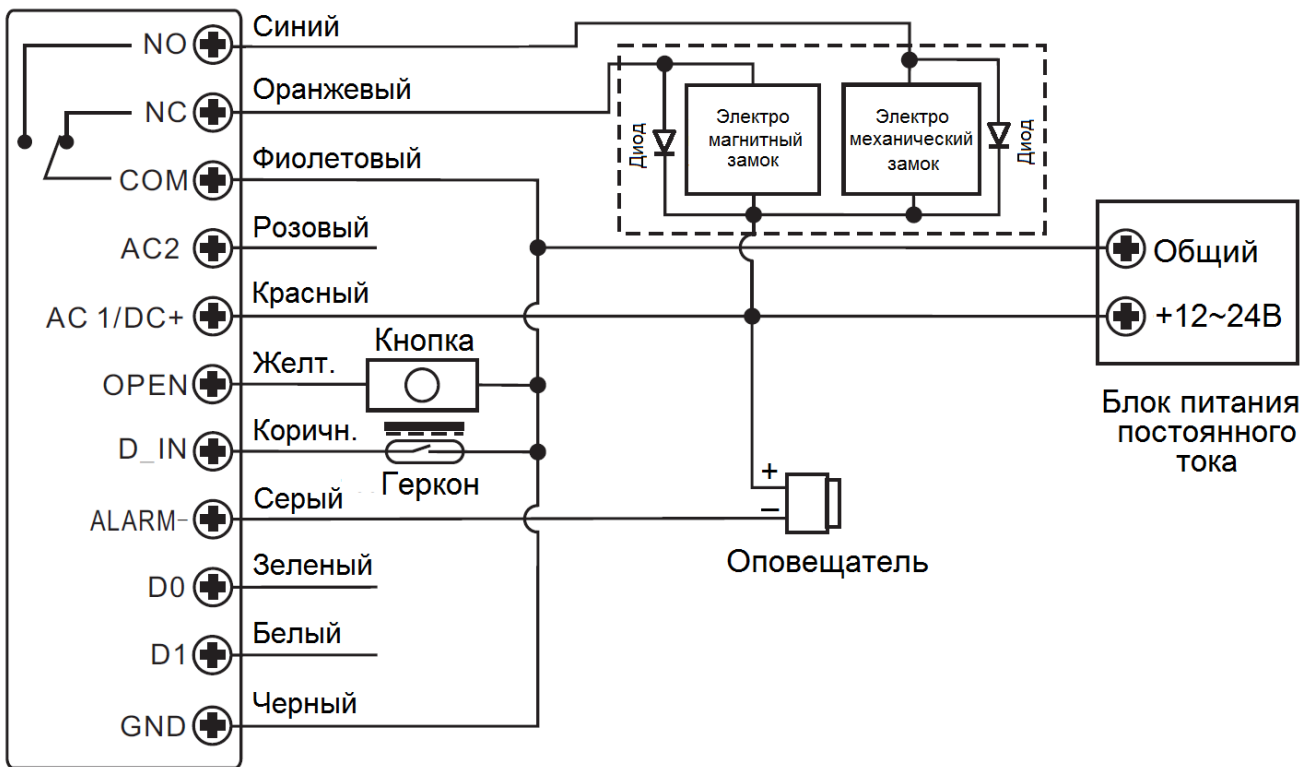 NO
Синий
NC
Оранжевый
COM
Фиолетовый
AC2
Розовый
AC 1/DC+
Красный
OPEN
Желт.
Кнопка
D_IN
Коричн.
Геркон
ALARM-
Серый
D0
Зеленый
D1
Белый
GND
Черный
Диод
Электро
магнитный
замок
Электро
механический
замок
Диод
Общий
+12~24В
Блок питания
постоянного
тока
+
–
Оповещатель